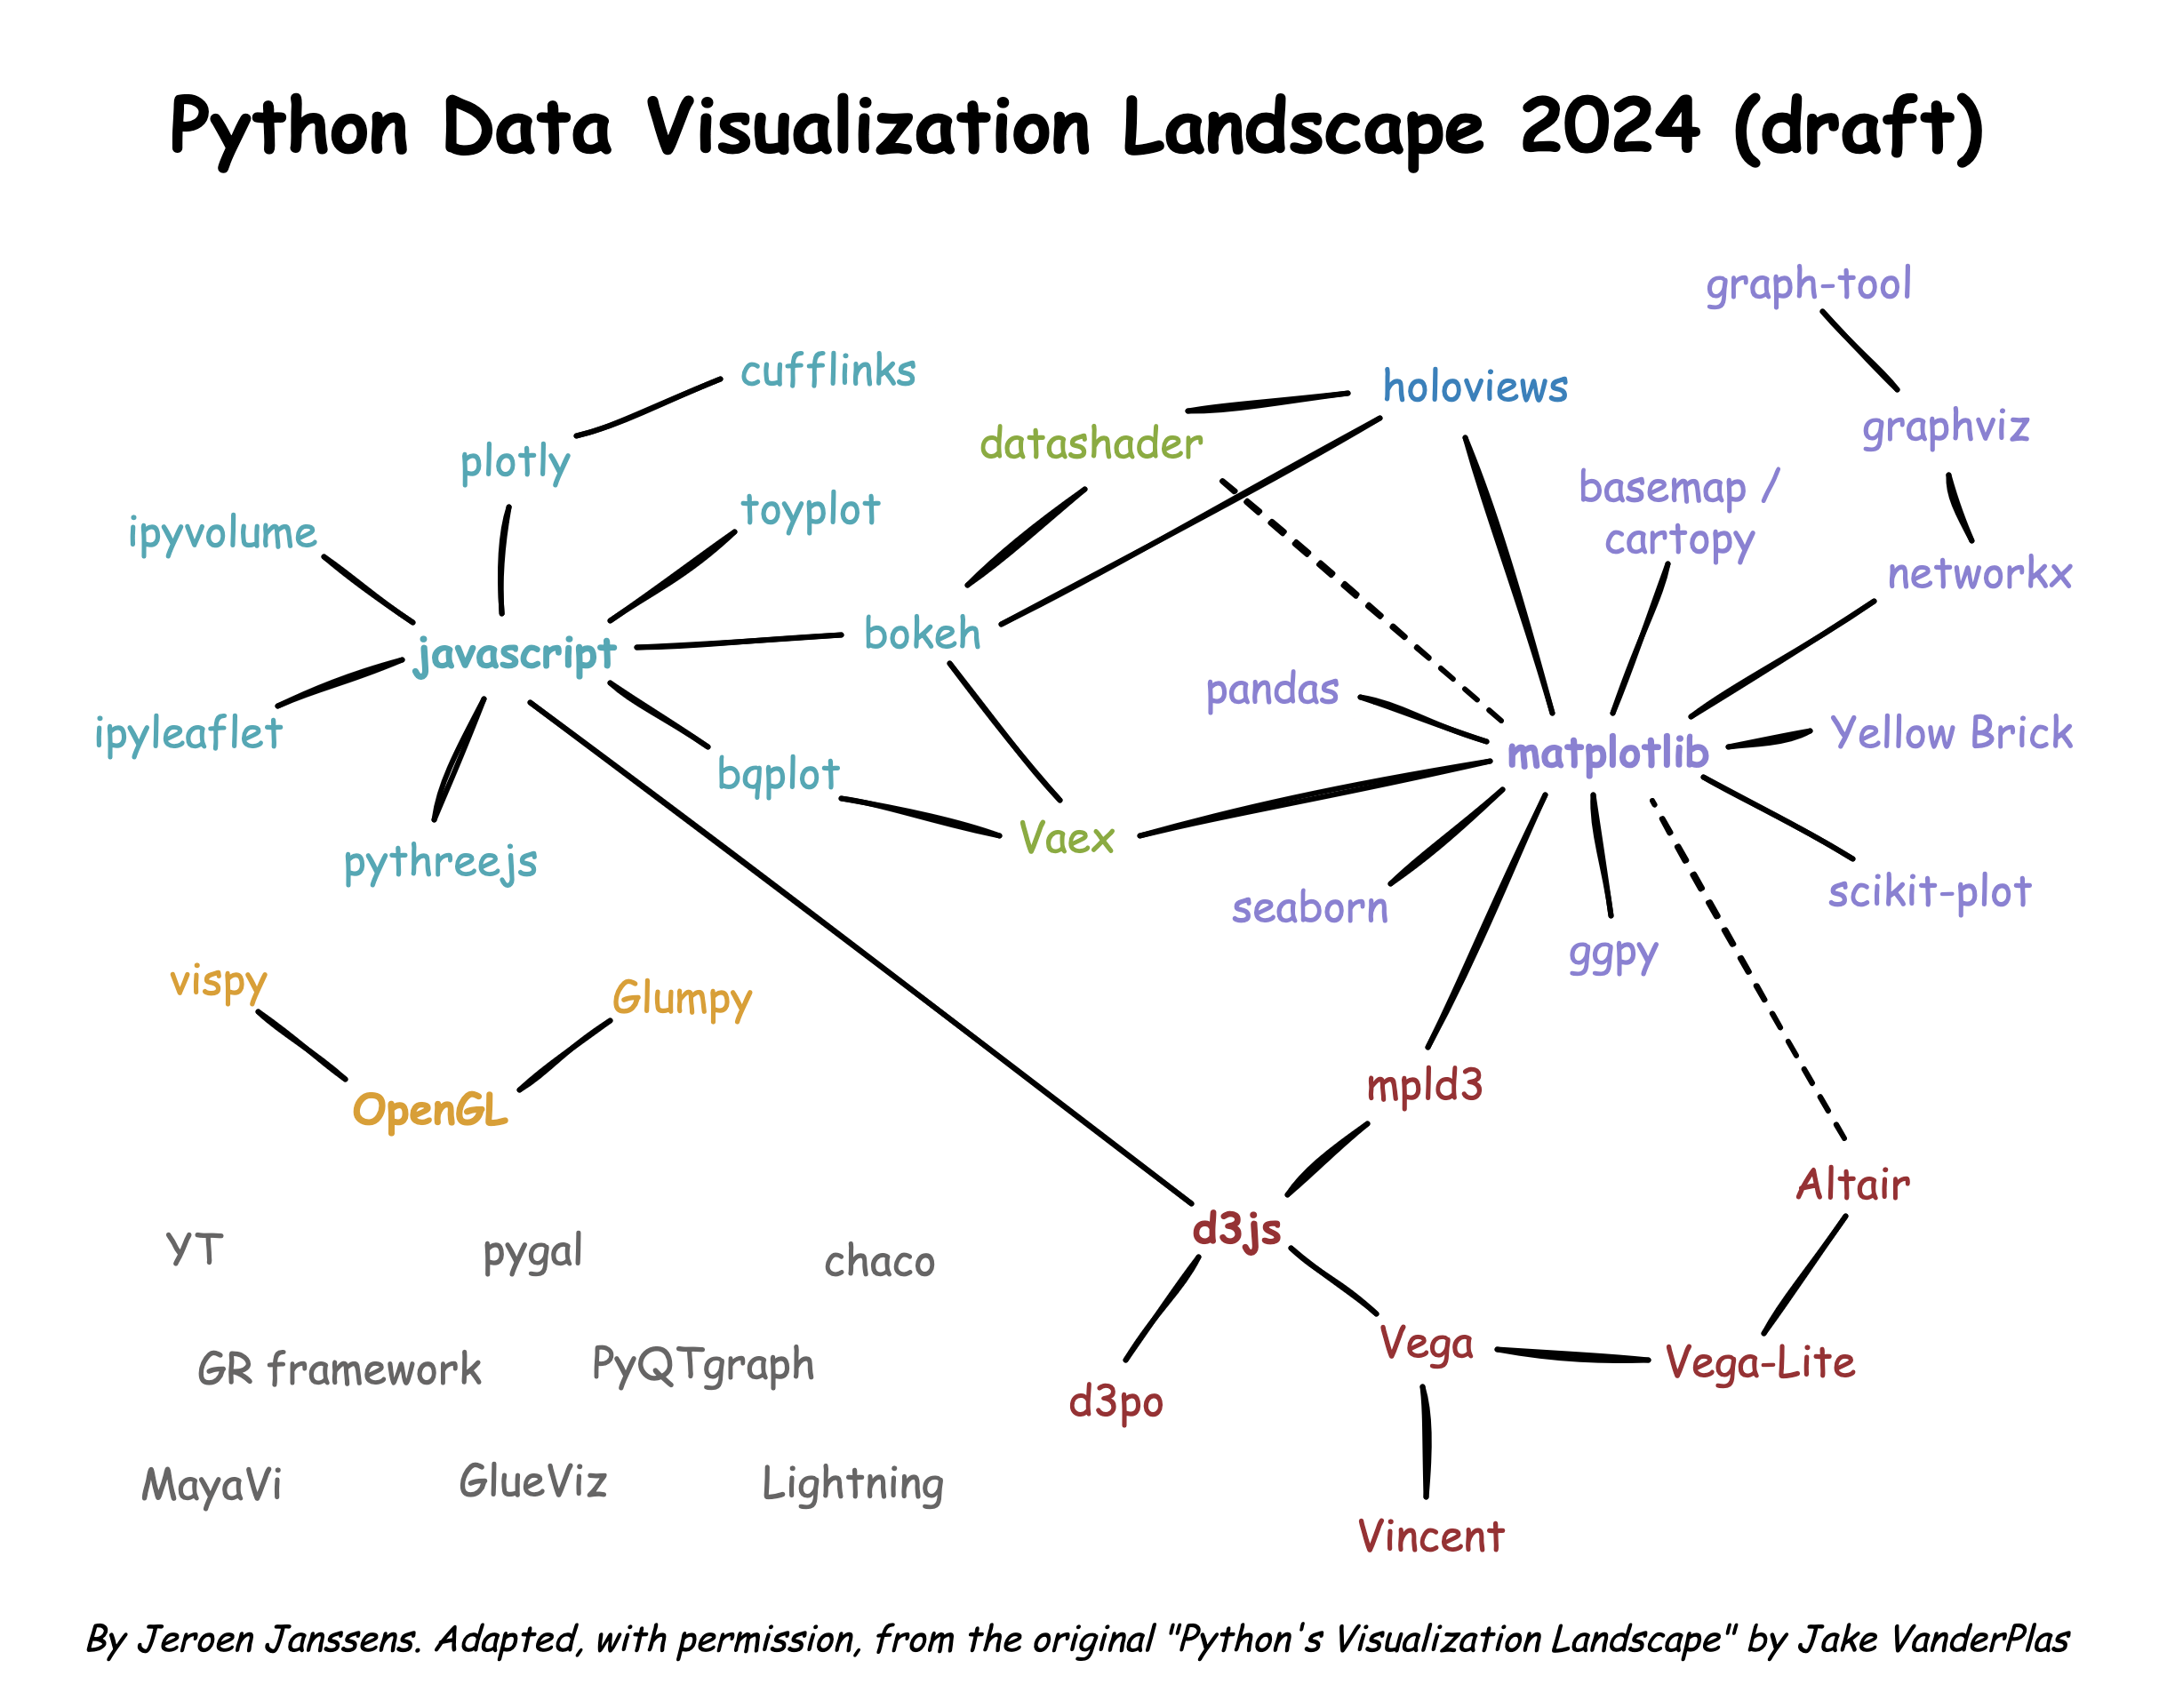 Python Data Visualization Landscape 2024 (draft)
graph-tool
cufflinks
holoviews
graphviz
datashader
plotly
basemap/
cartopy
toyplot
ipyvolume
networkx
bokeh
javascript
pandas
ipyleaflet
Yellow Brick
matplotlib
bqplot
Vaex
pythreejs
scikit-plot
seaborn
ggpy
vispy
Glumpy
mpld3
OpenGL
Altair
d3js
YT
pygal
chaco
Vega
Vega-Lite
GR framework
PyQTgraph
d3po
MayaVi
GlueViz
Lightning
Vincent
By Jeroen Janssens. Adapted, with permission, from the original "Python's Visualization Landscape" by Jake VanderPlas